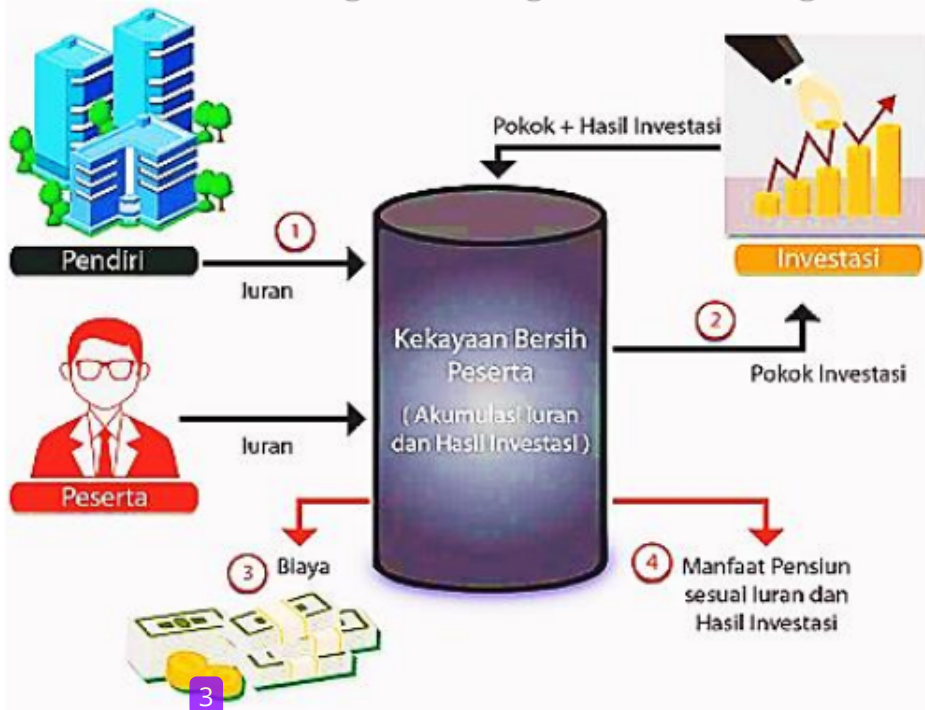 Pokok + Hasil Investasi
1
Pendiri
Iuran
Investasi
2
Kekayaan Bersih
Peserta
(Akumulasi Iuran
dan Hasil Investasi)
Pokok Investasi
Iuran
Peserta
3
Biaya
4
Manfaat Pensiun
sesuai Iuran dan
Hasil Investasi
3